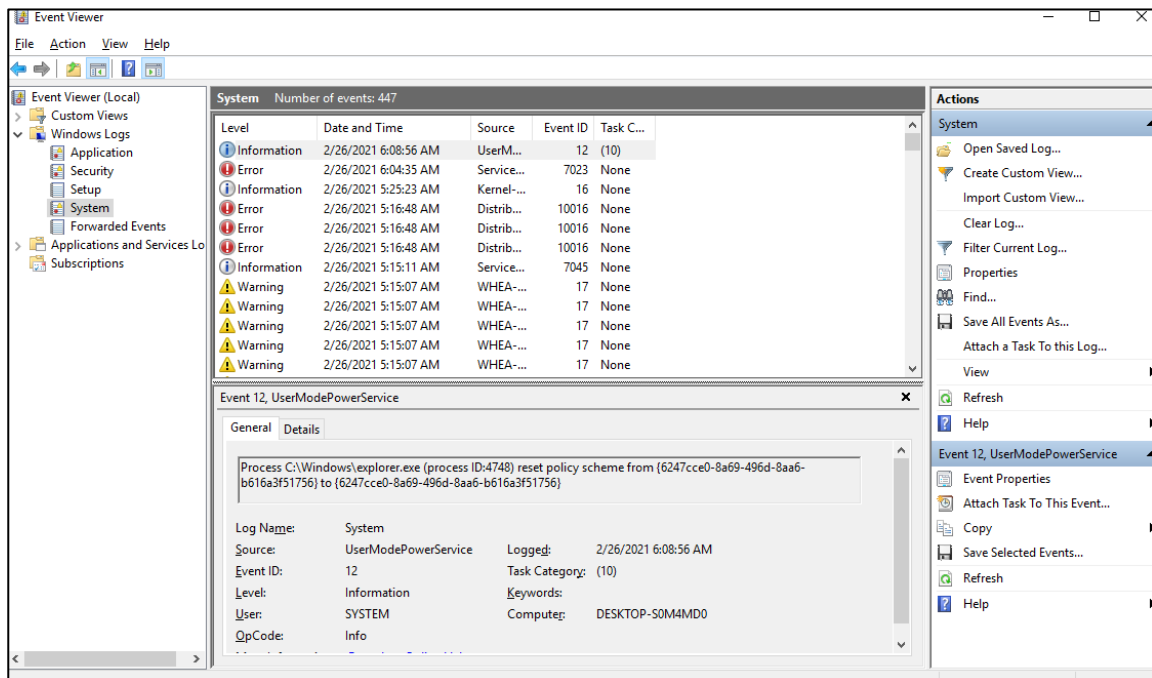 Event Viewer
File Action View Help
Event Viewer (Local)
Custom Views
Windows Logs
Application
Security
Setup
System
Forwarded Events
Applications and Services Lo
Subscriptions
System Number of events: 447
Level Date and Time Source Event ID Task C...
Information 2/26/2021 6:08:56 AM UserM... 12 (10)
Error 2/26/2021 6:04:35 AM Service... 7023 None
Information 2/26/2021 5:25:23 AM Kernel-... 16 None
Error 2/26/2021 5:16:48 AM Distrib... 10016 None
Error 2/26/2021 5:16:48 AM Distrib... 10016 None
Error 2/26/2021 5:16:48 AM Distrib... 10016 None
Information 2/26/2021 5:15:11 AM Service... 7045 None
Warning 2/26/2021 5:15:07 AM WHEA-... 17 None
Warning 2/26/2021 5:15:07 AM WHEA-... 17 None
Warning 2/26/2021 5:15:07 AM WHEA-... 17 None
Warning 2/26/2021 5:15:07 AM WHEA-... 17 None
Warning 2/26/2021 5:15:07 AM WHEA-... 17 None
Event 12, UserModePowerService
General Details
Process C:\Windows\explorer.exe (process ID:4748) reset policy scheme from {6247cce0-8a69-496d-8aa6-
b616a3f51756} to {6247cce0-8a69-496d-8aa6-b616a3f51756}
Log Name: System
Source: UserModePowerService Logged: 2/26/2021 6:08:56 AM
Event ID: 12 Task Category: (10)
Level: Information Keywords:
User: SYSTEM Computer: DESKTOP-S0M4MD0
OpCode: Info
Actions
System
Open Saved Log...
Create Custom View...
Import Custom View...
Clear Log...
Filter Current Log...
Properties
Find...
Save All Events As...
Attach a Task To this Log...
View
Refresh
Help
Event 12, UserModePowerService
Event Properties
Attach Task To This Event...
Copy
Save Selected Events...
Refresh
Help